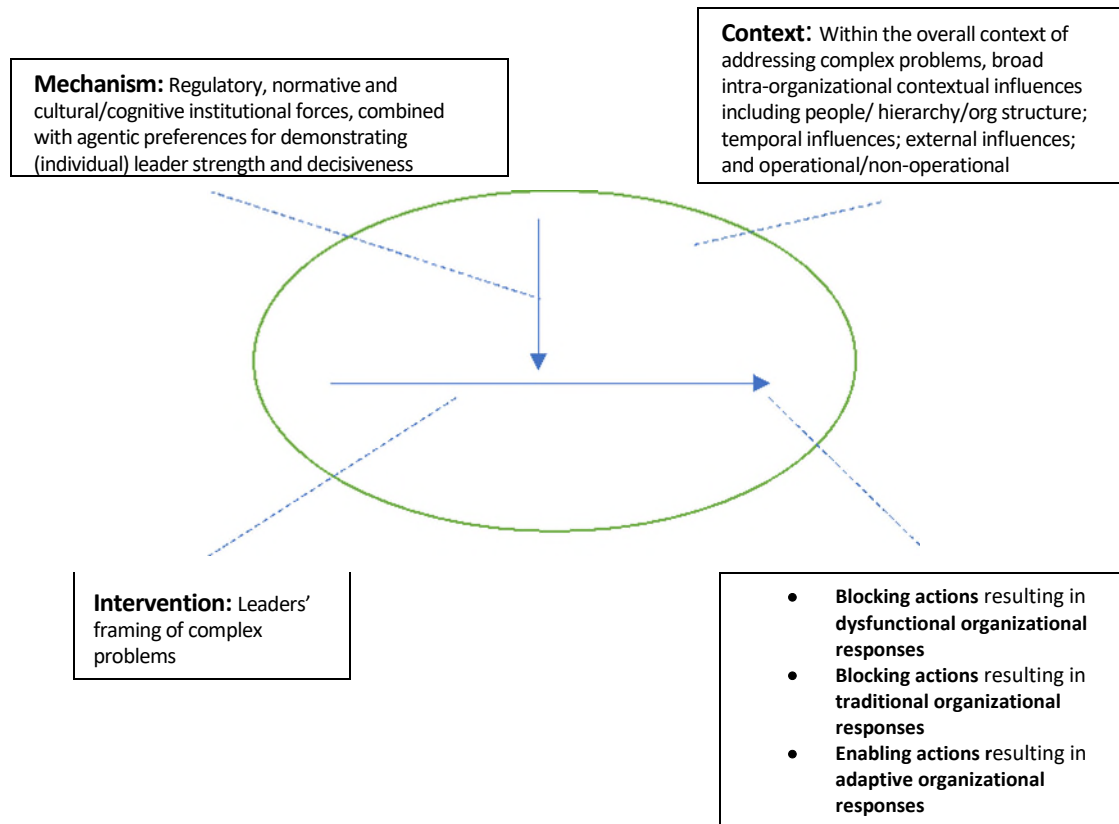 Mechanism: Regulatory, normative and
cultural/cognitive institutional forces, combined
with agentic preferences for demonstrating
(individual) leader strength and decisiveness
Context: Within the overall context of
addressing complex problems, broad
intra-organizational contextual influences
including people/ hierarchy/org structure;
temporal influences; external influences;
and operational/non-operational
Intervention: Leaders’
framing of complex
problems
• Blocking actions resulting in
dysfunctional organizational
responses
• Blocking actions resulting in
traditional organizational
responses
• Enabling actions resulting in
adaptive organizational
responses